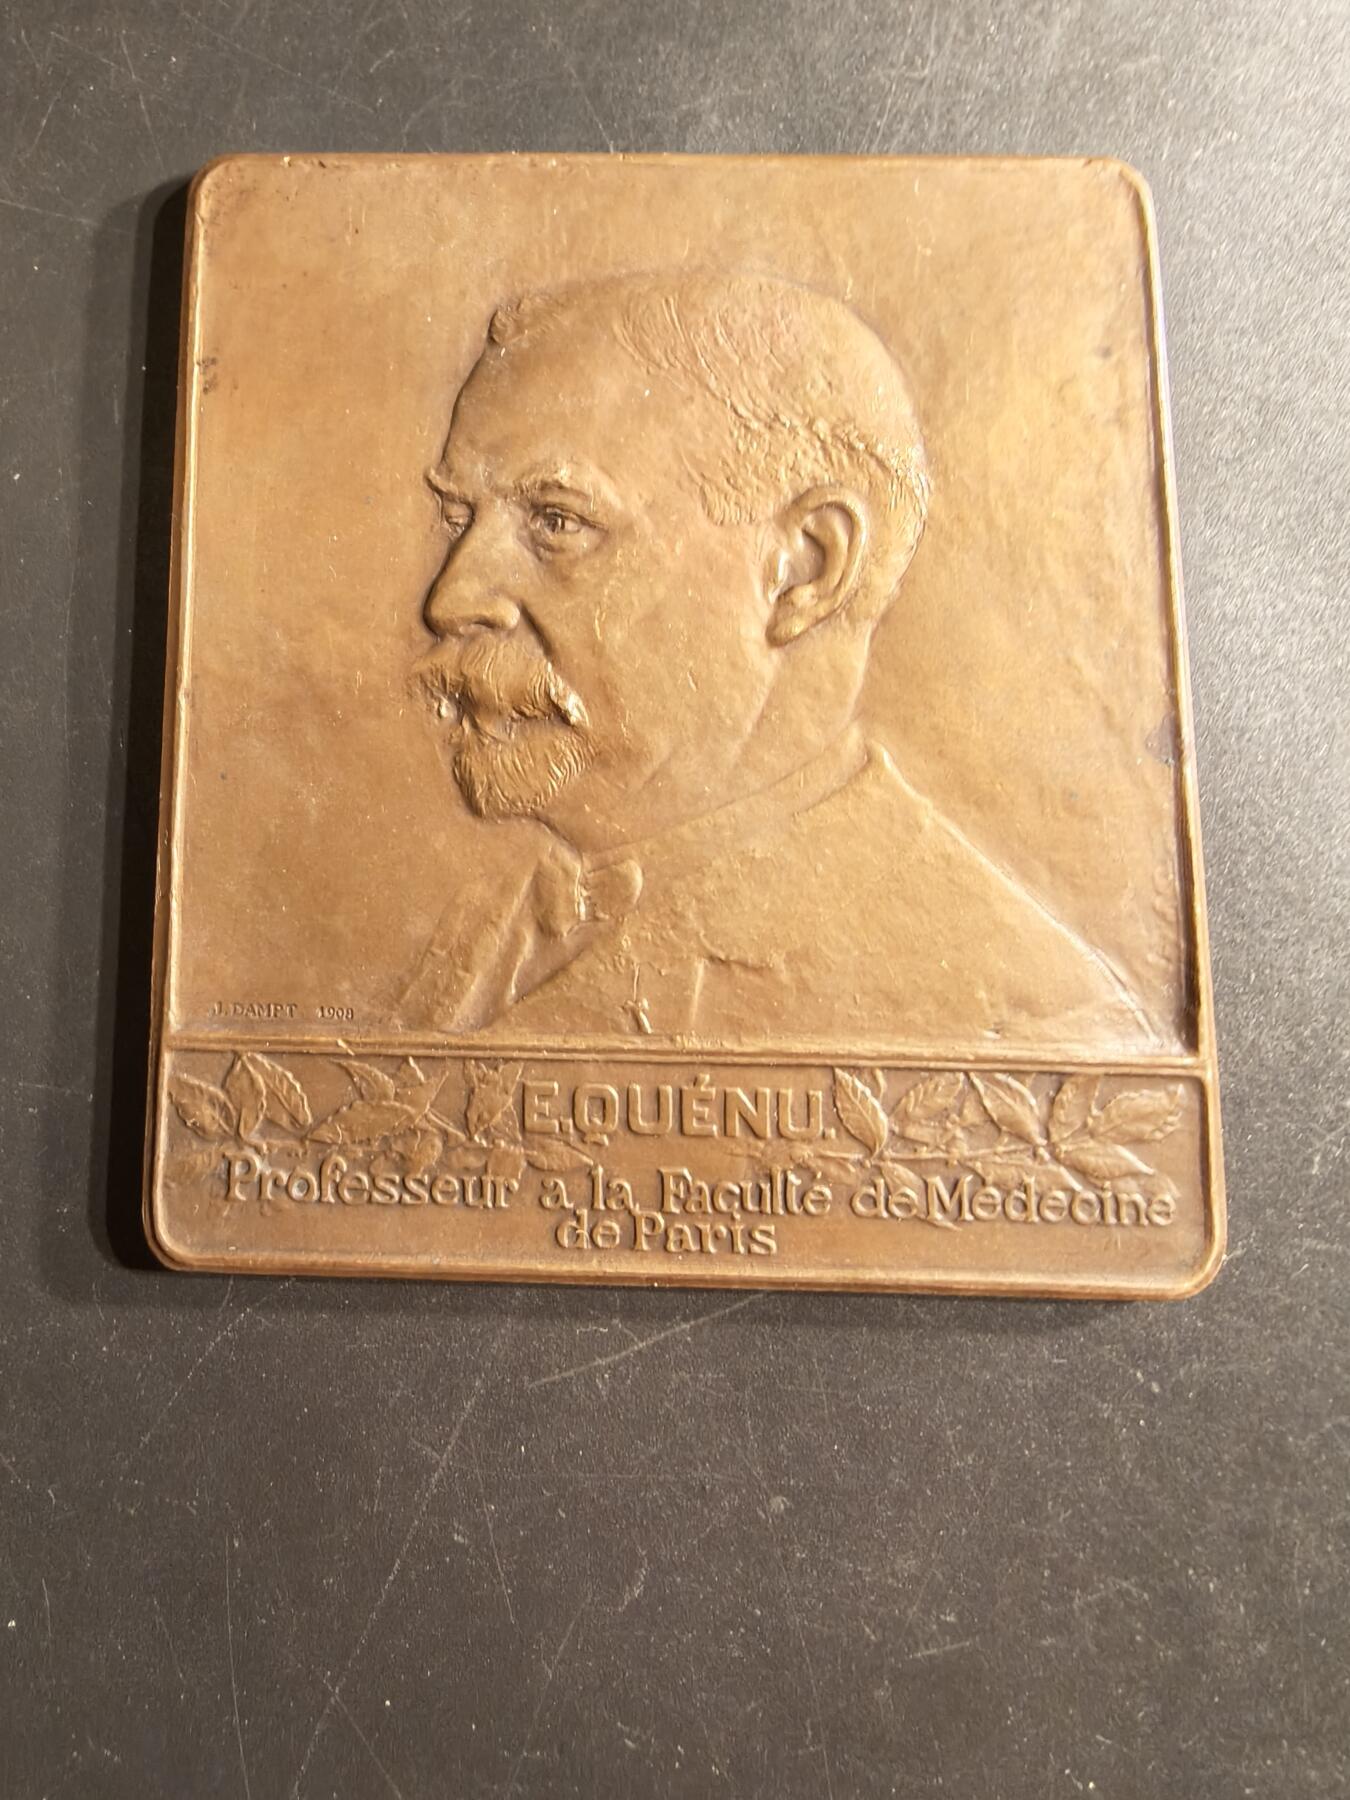 J. DAMPT 1908
E. QUÉNU.
Professeur a la Faculté de Médecine
de Paris